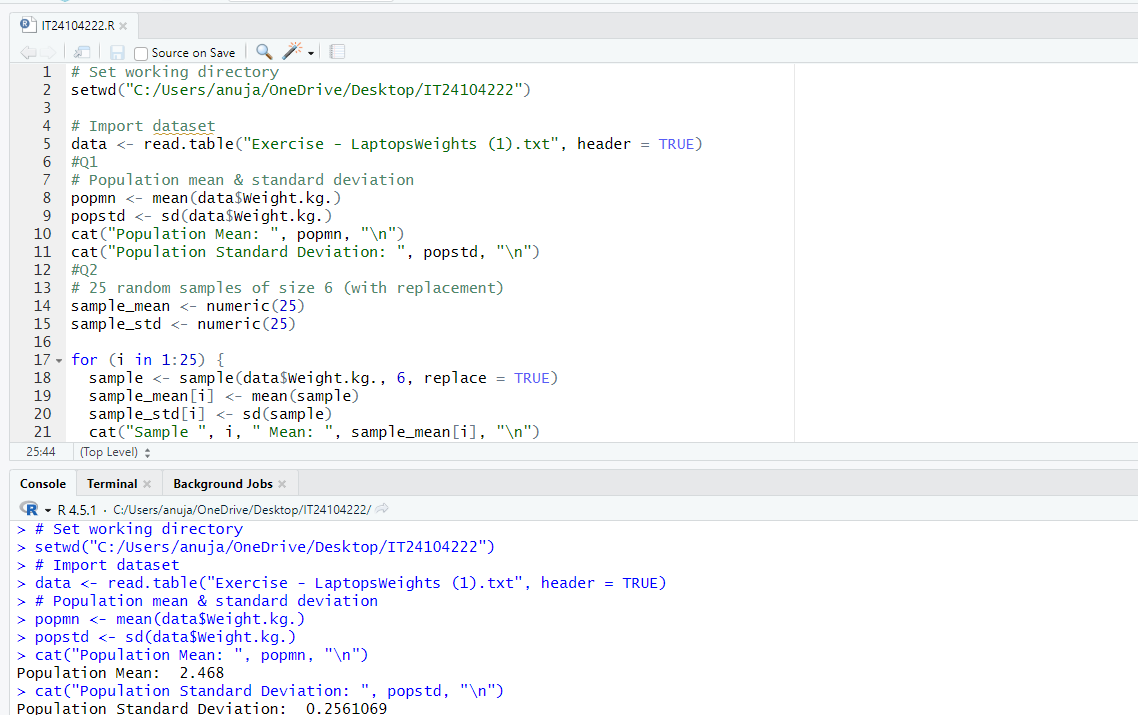 IT24104222.R
Source on Save
1 # Set working directory
2 setwd("C:/Users/anuja/OneDrive/Desktop/IT24104222")
3
4 # Import dataset
5 data <- read.table("Exercise - LaptopsWeights (1).txt", header = TRUE)
6 #Q1
7 # Population mean & standard deviation
8 popmn <- mean(data$Weight.kg.)
9 popstd <- sd(data$Weight.kg.)
10 cat("Population Mean: ", popmn, "\n")
11 cat("Population Standard Deviation: ", popstd, "\n")
12 #Q2
13 # 25 random samples of size 6 (with replacement)
14 sample_mean <- numeric(25)
15 sample_std <- numeric(25)
16
17 for (i in 1:25) {
18 sample <- sample(data$Weight.kg., 6, replace = TRUE)
19 sample_mean[i] <- mean(sample)
20 sample_std[i] <- sd(sample)
21 cat("Sample ", i, " Mean: ", sample_mean[i], "\n")
25:44 (Top Level)
Console Terminal Background Jobs
R 4.5.1 · C:/Users/anuja/OneDrive/Desktop/IT24104222/
> # Set working directory
> setwd("C:/Users/anuja/OneDrive/Desktop/IT24104222")
> # Import dataset
> data <- read.table("Exercise - LaptopsWeights (1).txt", header = TRUE)
> # Population mean & standard deviation
> popmn <- mean(data$Weight.kg.)
> popstd <- sd(data$Weight.kg.)
> cat("Population Mean: ", popmn, "\n")
Population Mean:  2.468
> cat("Population Standard Deviation: ", popstd, "\n")
Population Standard Deviation:  0.2561069